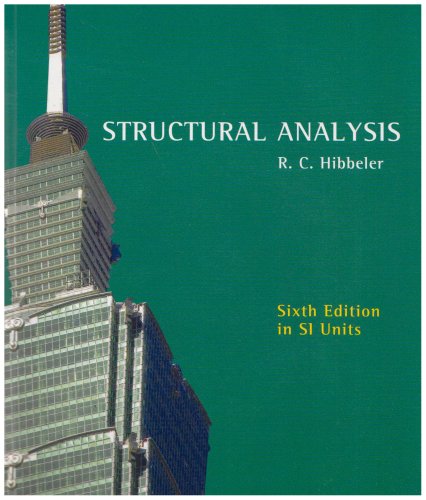 STRUCTURAL ANALYSIS
R. C. Hibbeler
Sixth Edition
in SI Units